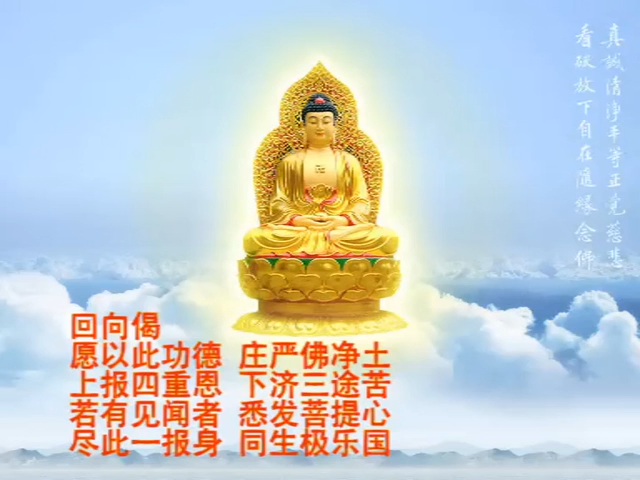 真誠清淨平等正覺慈悲
看破放下自在隨緣念佛
回向偈
愿以此功德 庄严佛净土
上报四重恩 下济三途苦
若有见闻者 悉发菩提心
尽此一报身 同生极乐国